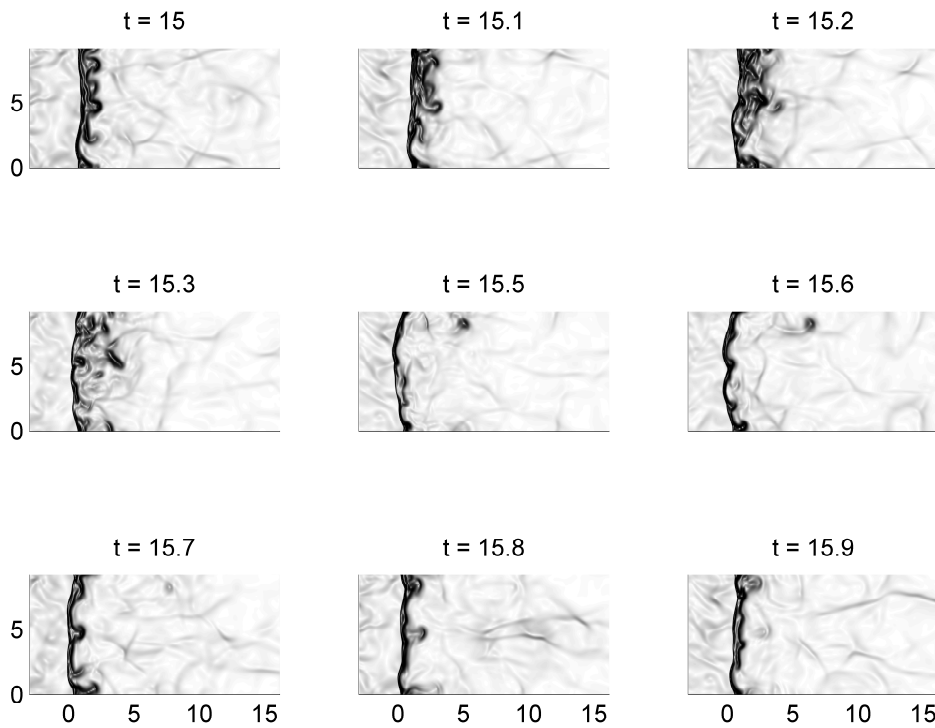 t = 15
t = 15.1
t = 15.2
5
0
t = 15.3
t = 15.5
t = 15.6
5
0
t = 15.7
t = 15.8
t = 15.9
5
0
0 5 10 15 0 5 10 15 0 5 10 15